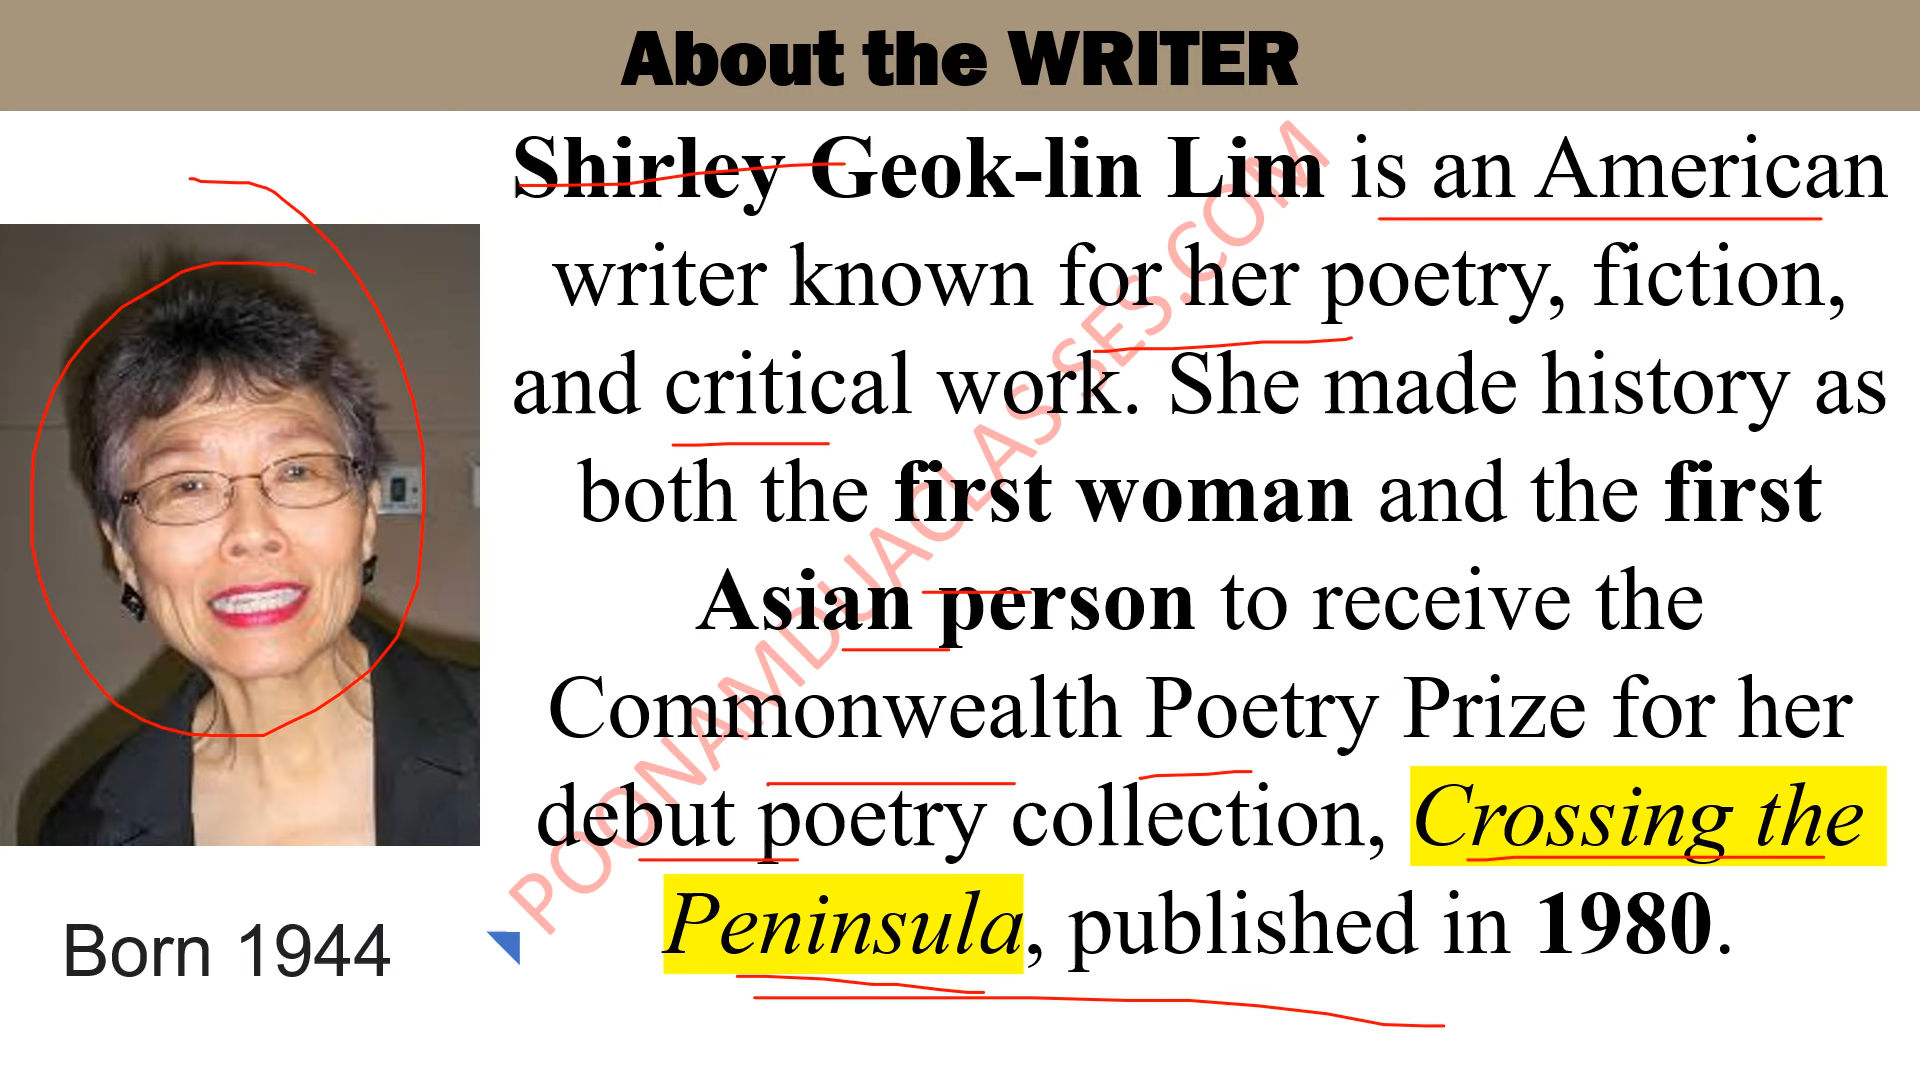 About the WRITER
Shirley Geok-lin Lim is an American
writer known for her poetry, fiction,
and critical work. She made history as
both the first woman and the first
Asian person to receive the
Commonwealth Poetry Prize for her
debut poetry collection, Crossing the
Peninsula, published in 1980.
Born 1944
POONAMDUACLASSES.COM